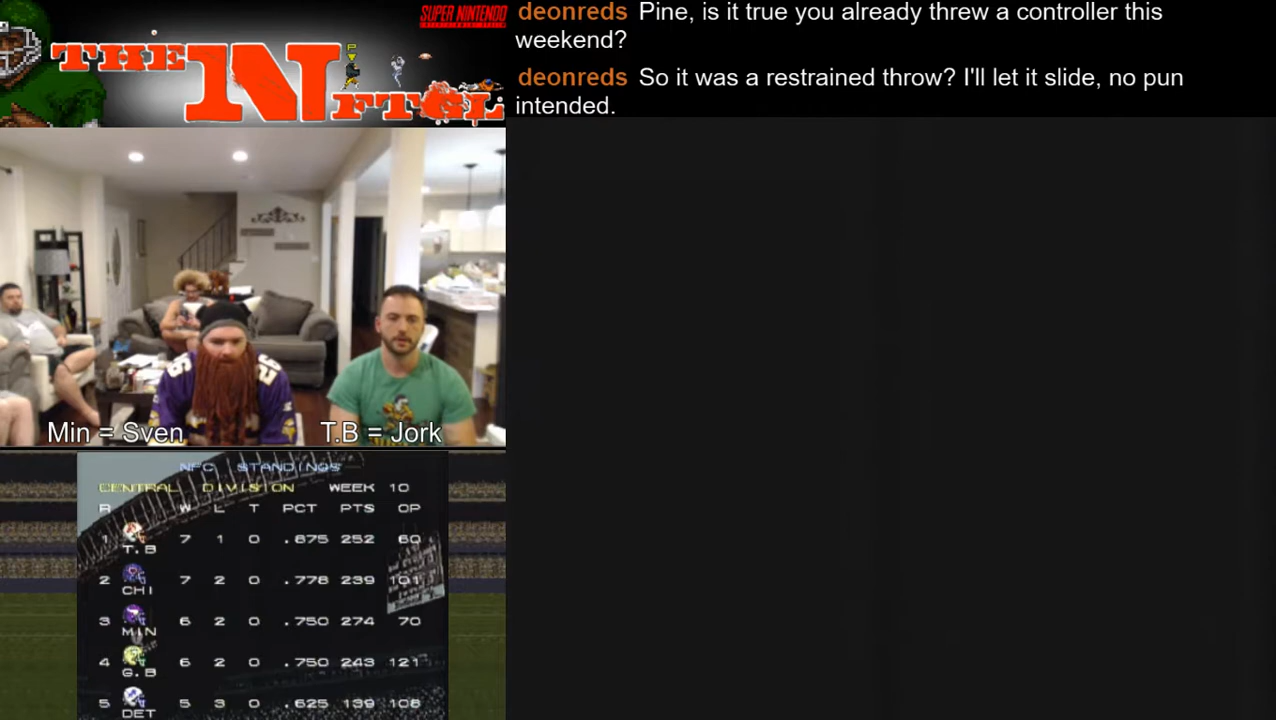 SUPER NINTENDO
THE NFTGL
deonreds Pine, is it true you already threw a controller this
weekend?
deonreds So it was a restrained throw? I'll let it slide, no pun
intended.
26
Min = Sven T.B = Jork
NFC STANDINGS
CENTRAL DIVISION WEEK 10
R W L T PCT PTS OP
1 T.B 7 1 0 .875 252 60
2 CHI 7 2 0 .778 239 101
3 MIN 6 2 0 .750 274 70
4 G.B 6 2 0 .750 243 121
5 DET 5 3 0 .625 139 108